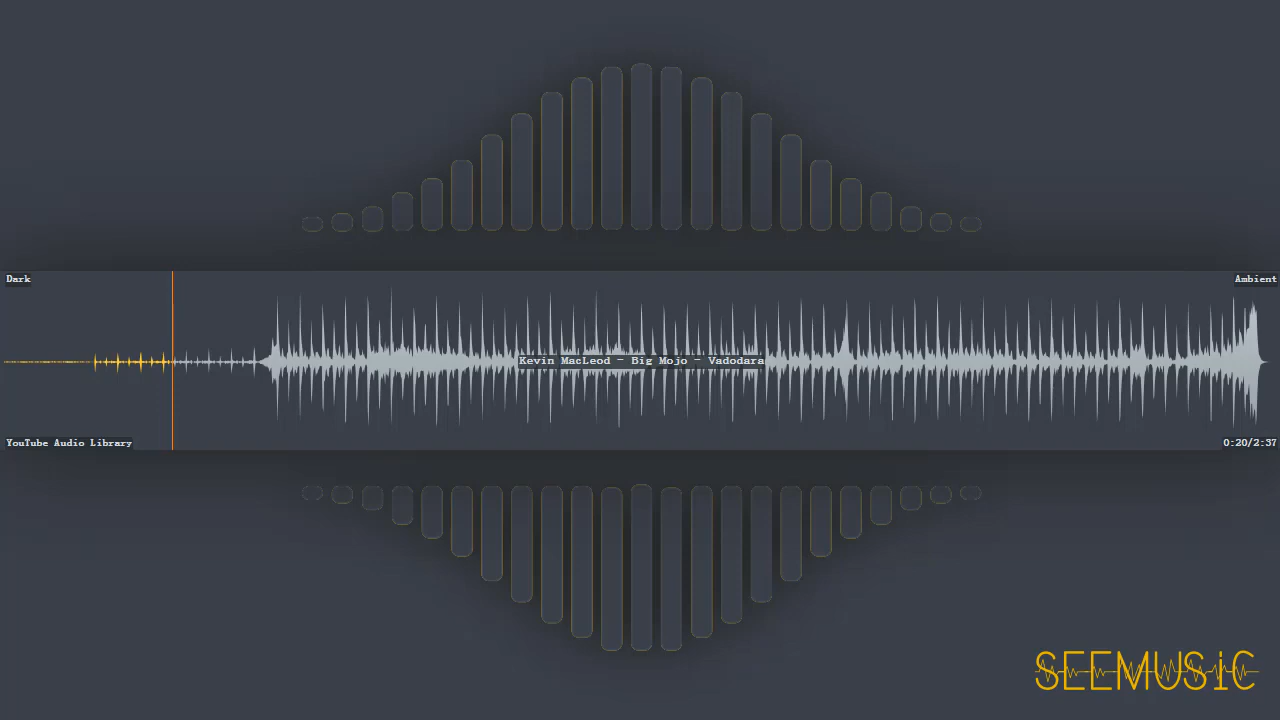 Dark
Ambient
Kevin MacLeod - Big Mojo - Vadodara
YouTube Audio Library
0:20/2:37
SEEMUSiC